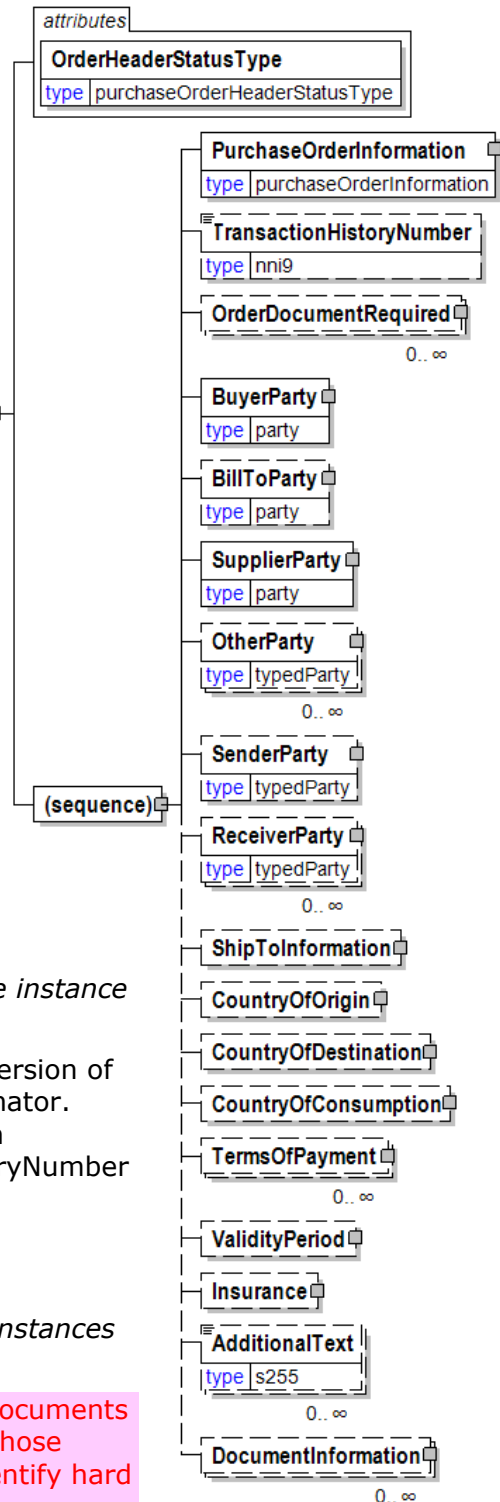 attributes
OrderHeaderStatusType
type purchaseOrderHeaderStatusType
PurchaseOrderInformation
type purchaseOrderInformation
TransactionHistoryNumber
type nni9
OrderDocumentRequired
0.. ∞
BuyerParty
type party
BillToParty
type party
SupplierParty
type party
OtherParty
type typedParty
0.. ∞
SenderParty
type typedParty
(sequence)
ReceiverParty
type typedParty
0.. ∞
ShipToInformation
CountryOfOrigin
CountryOfDestination
CountryOfConsumption
TermsOfPayment
0.. ∞
ValidityPeriod
Insurance
AdditionalText
type s255
0.. ∞
DocumentInformation
0.. ∞
instance
of